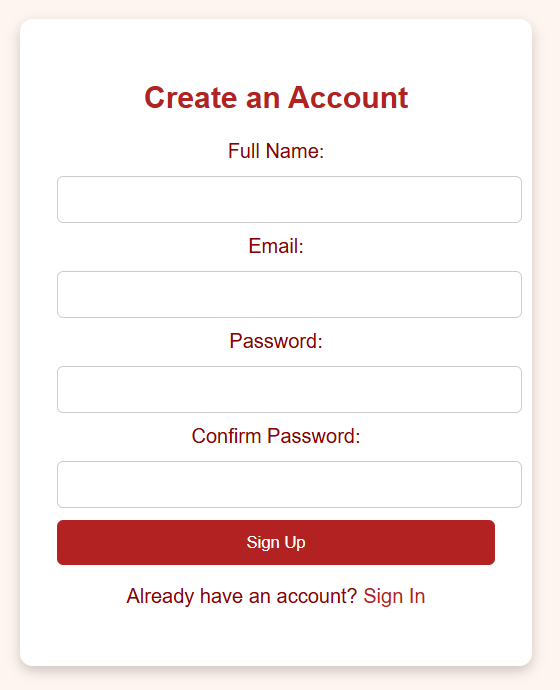 Create an Account
Full Name:
Email:
Password:
Confirm Password:
Sign Up
Already have an account? Sign In